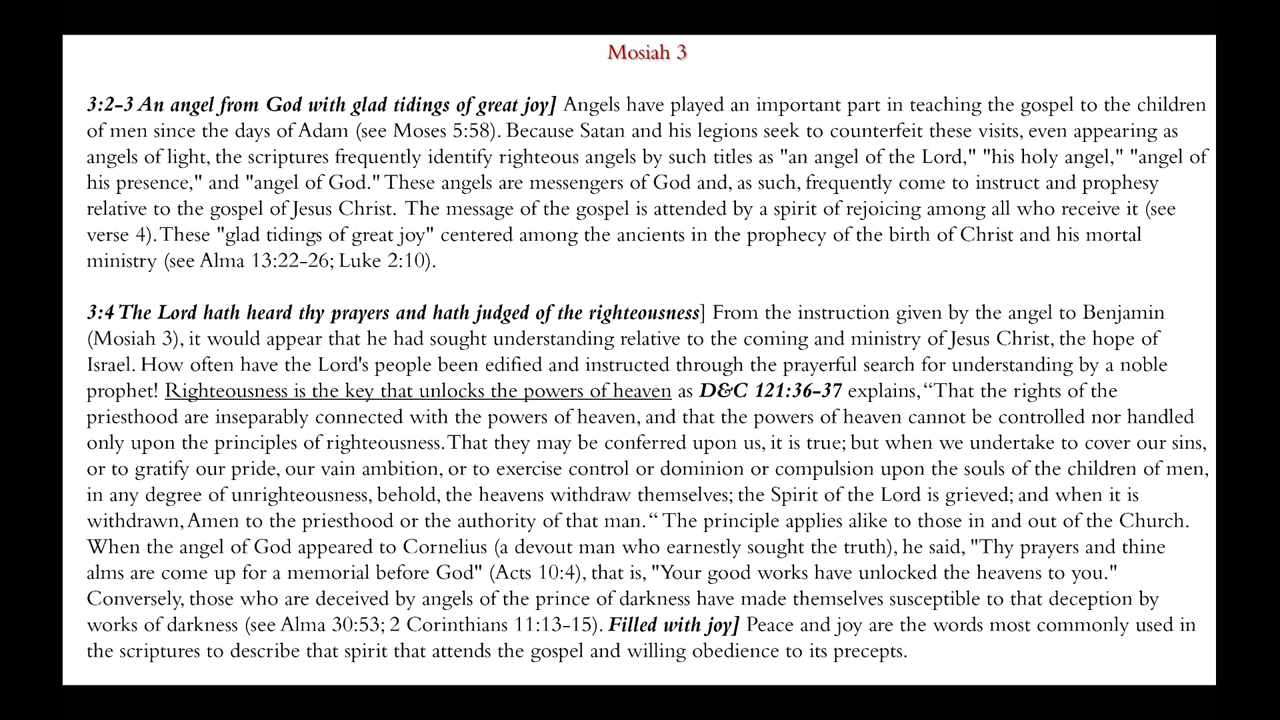 Mosiah 3
3:2-3 An angel from God with glad tidings of great joy] Angels have played an important part in teaching the gospel to the children
of men since the days of Adam (see Moses 5:58). Because Satan and his legions seek to counterfeit these visits, even appearing as
angels of light, the scriptures frequently identify righteous angels by such titles as "an angel of the Lord," "his holy angel," "angel of
his presence," and "angel of God." These angels are messengers of God and, as such, frequently come to instruct and prophesy
relative to the gospel of Jesus Christ. The message of the gospel is attended by a spirit of rejoicing among all who receive it (see
verse 4). These "glad tidings of great joy" centered among the ancients in the prophecy of the birth of Christ and his mortal
ministry (see Alma 13:22-26; Luke 2:10).
3:4 The Lord hath heard thy prayers and hath judged of the righteousness] From the instruction given by the angel to Benjamin
(Mosiah 3), it would appear that he had sought understanding relative to the coming and ministry of Jesus Christ, the hope of
Israel. How often have the Lord's people been edified and instructed through the prayerful search for understanding by a noble
prophet! Righteousness is the key that unlocks the powers of heaven as D&C 121:36-37 explains, “That the rights of the
priesthood are inseparably connected with the powers of heaven, and that the powers of heaven cannot be controlled nor handled
only upon the principles of righteousness. That they may be conferred upon us, it is true; but when we undertake to cover our sins,
or to gratify our pride, our vain ambition, or to exercise control or dominion or compulsion upon the souls of the children of men,
in any degree of unrighteousness, behold, the heavens withdraw themselves; the Spirit of the Lord is grieved; and when it is
withdrawn, Amen to the priesthood or the authority of that man.“ The principle applies alike to those in and out of the Church.
When the angel of God appeared to Cornelius (a devout man who earnestly sought the truth), he said, "Thy prayers and thine
alms are come up for a memorial before God" (Acts 10:4), that is, "Your good works have unlocked the heavens to you."
Conversely, those who are deceived by angels of the prince of darkness have made themselves susceptible to that deception by
works of darkness (see Alma 30:53; 2 Corinthians 11:13-15). Filled with joy] Peace and joy are the words most commonly used in
the scriptures to describe that spirit that attends the gospel and willing obedience to its precepts.